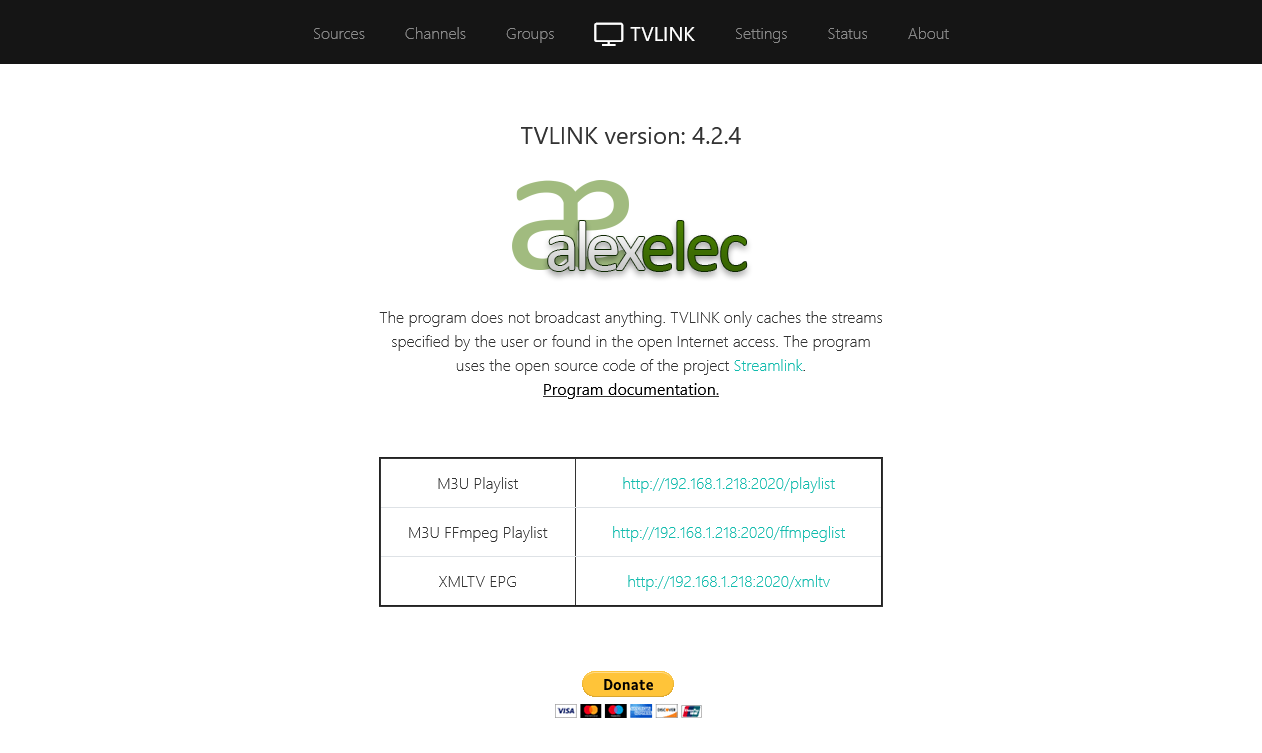 Sources Channels Groups TVLINK Settings Status About
TVLINK version: 4.2.4
æ
alexelec
The program does not broadcast anything. TVLINK only caches the streams
specified by the user or found in the open Internet access. The program
uses the open source code of the project Streamlink.
Program documentation.
M3U Playlist http://192.168.1.218:2020/playlist
M3U FFmpeg Playlist http://192.168.1.218:2020/ffmpeglist
XMLTV EPG http://192.168.1.218:2020/xmltv
Donate
VISA